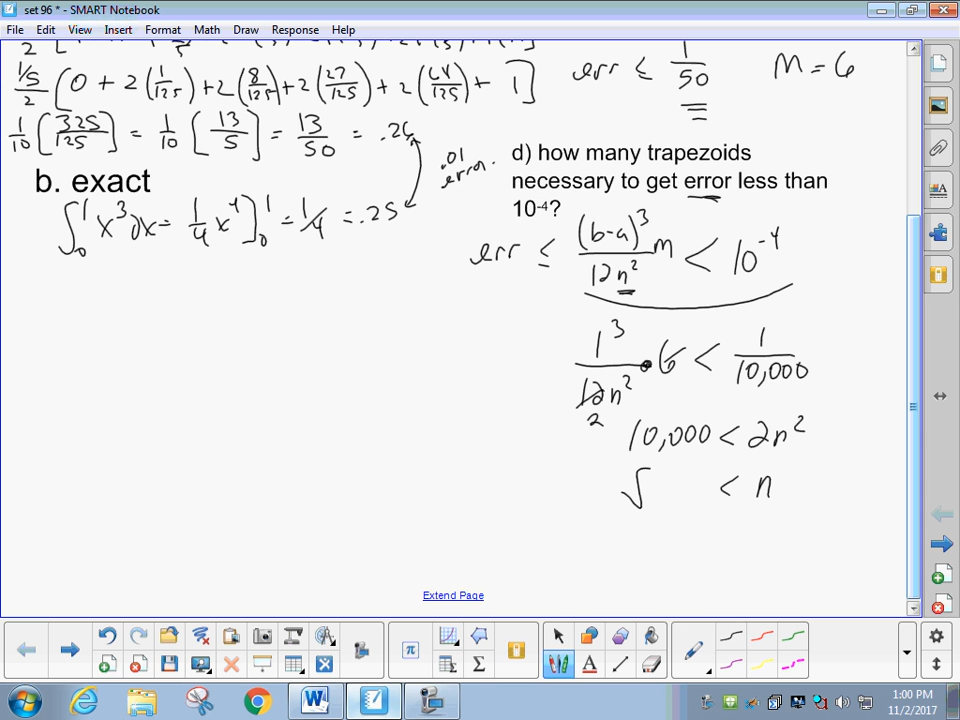 set 96 * - SMART Notebook
File Edit View Insert Format Math Draw Response Help
1/5/2 [0 + 2(1/125) + 2(8/125) + 2(27/125) + 2(64/125) + 1]
1/10 [325/125] = 1/10 [13/5] = 13/50 = .26
.01 error.
b. exact
∫₀¹ x³ dx = 1/4 x⁴]₀¹ = 1/4 = .25
err ≤ 1/50 M = 6
d) how many trapezoids
necessary to get error less than
10⁻⁴?
err ≤ (b-a)³/12n² M < 10⁻⁴
1³/12n² • 6 < 1/10,000
2
10,000 < 2n²
√ < n
Extend Page
1:00 PM
11/2/2017